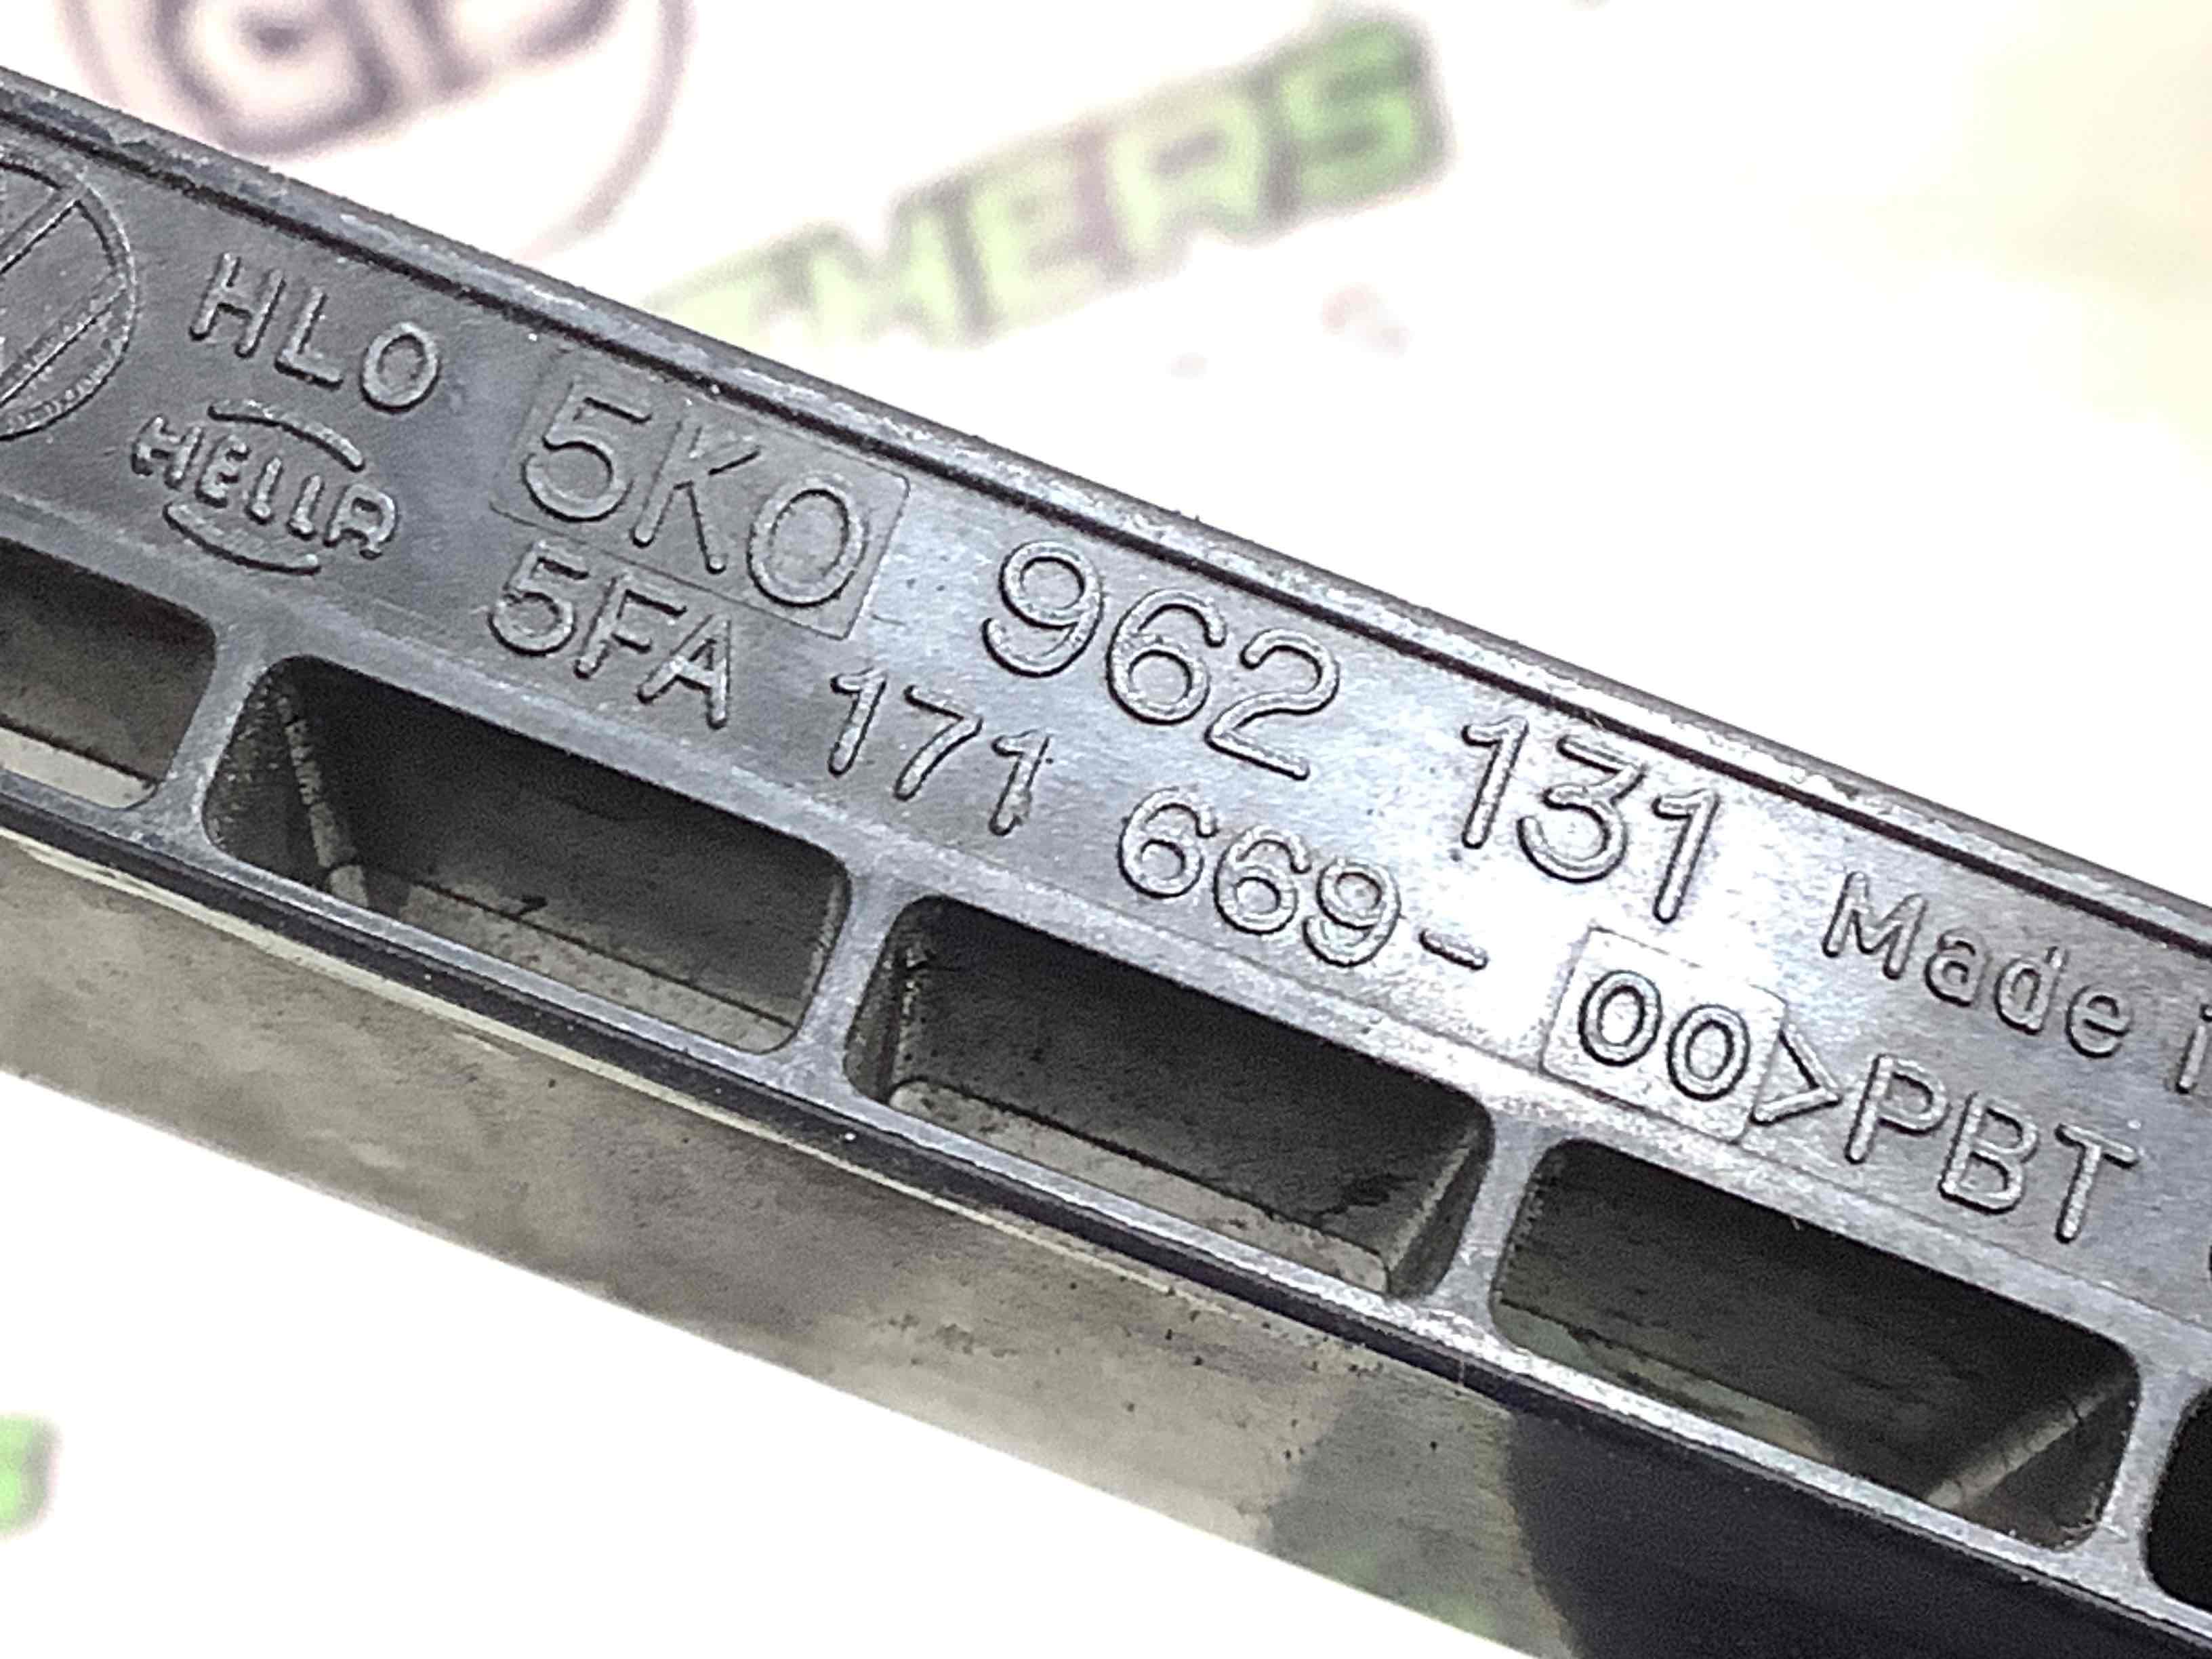 HLO 5K0 962 131 Made
HELLA 5FA 171 669-00>PBT